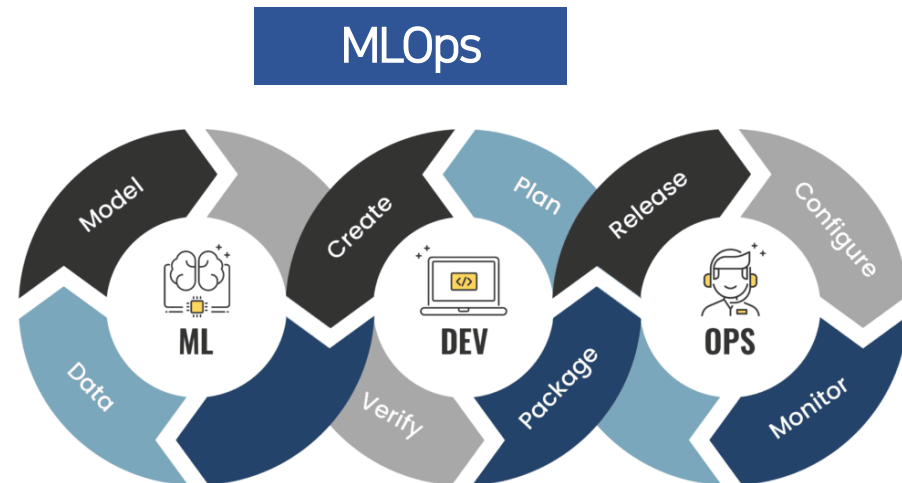 MLOps
Model
Create
Plan
Release
Configure
</>
ML
DEV
OPS
Data
Verify
Package
Monitor